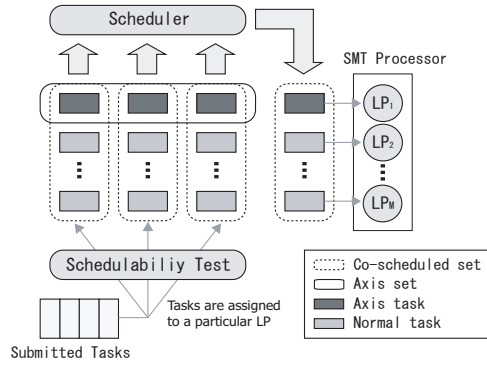 Scheduler
SMT Processor
LP1
LP2
LPM
Schedulabiliy Test
Tasks are assigned
to a particular LP
Submitted Tasks
Co-scheduled set
Axis set
Axis task
Normal task